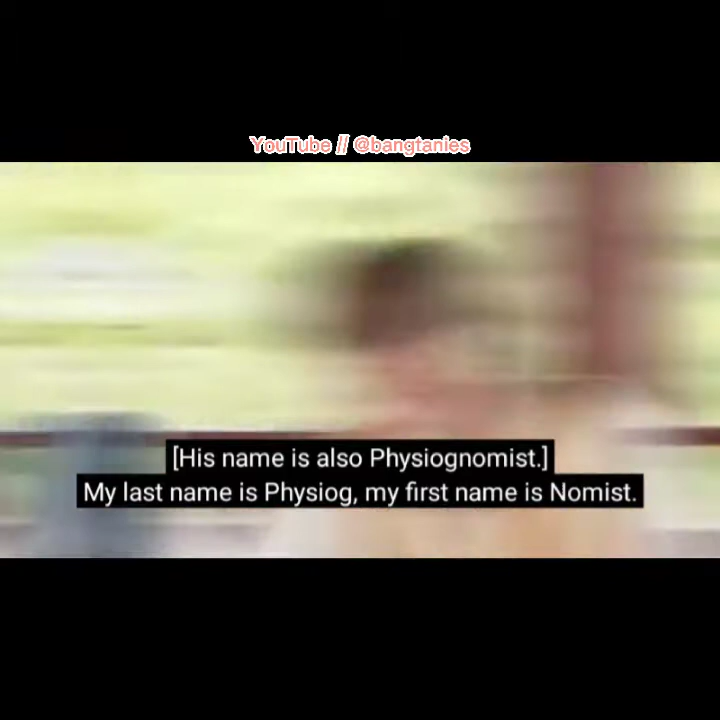 YouTube // @bangtanies
[His name is also Physiognomist.]
My last name is Physiog, my first name is Nomist.